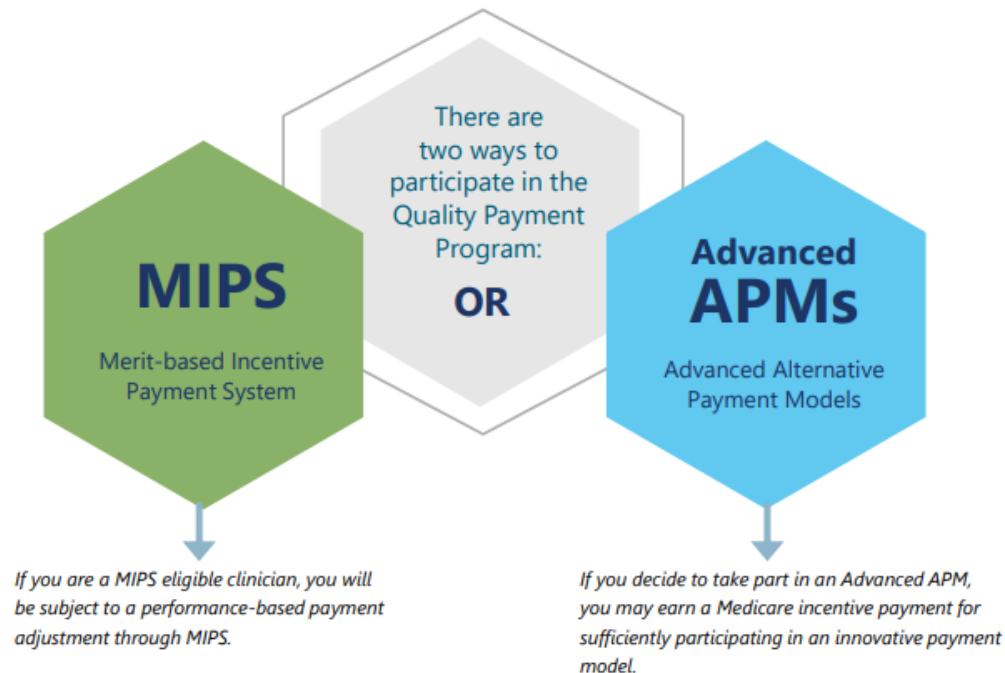 There are
two ways to
participate in the
Quality Payment
Program:
OR
MIPS
Merit-based Incentive
Payment System
Advanced
APMs
Advanced Alternative
Payment Models
If you are a MIPS eligible clinician, you will
be subject to a performance-based payment
adjustment through MIPS.
If you decide to take part in an Advanced APM,
you may earn a Medicare incentive payment for
sufficiently participating in an innovative payment
model.